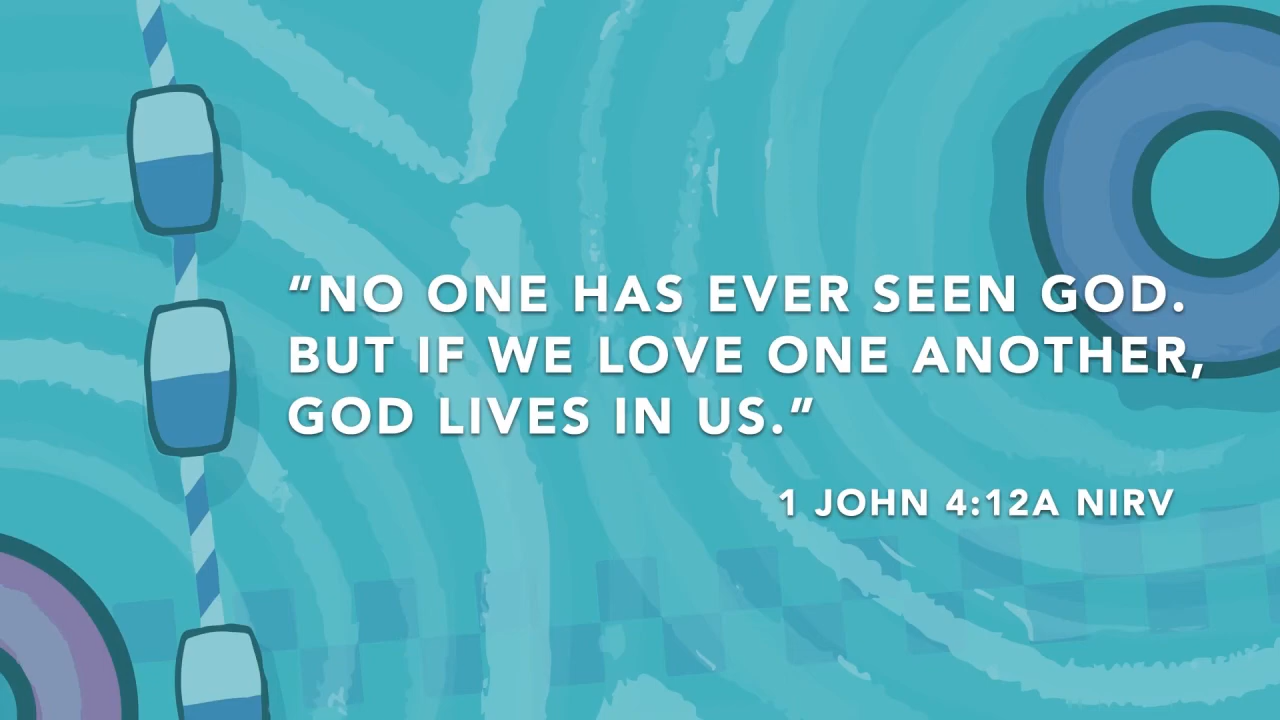 “NO ONE HAS EVER SEEN GOD.
BUT IF WE LOVE ONE ANOTHER,
GOD LIVES IN US.”
1 JOHN 4:12A NIRV